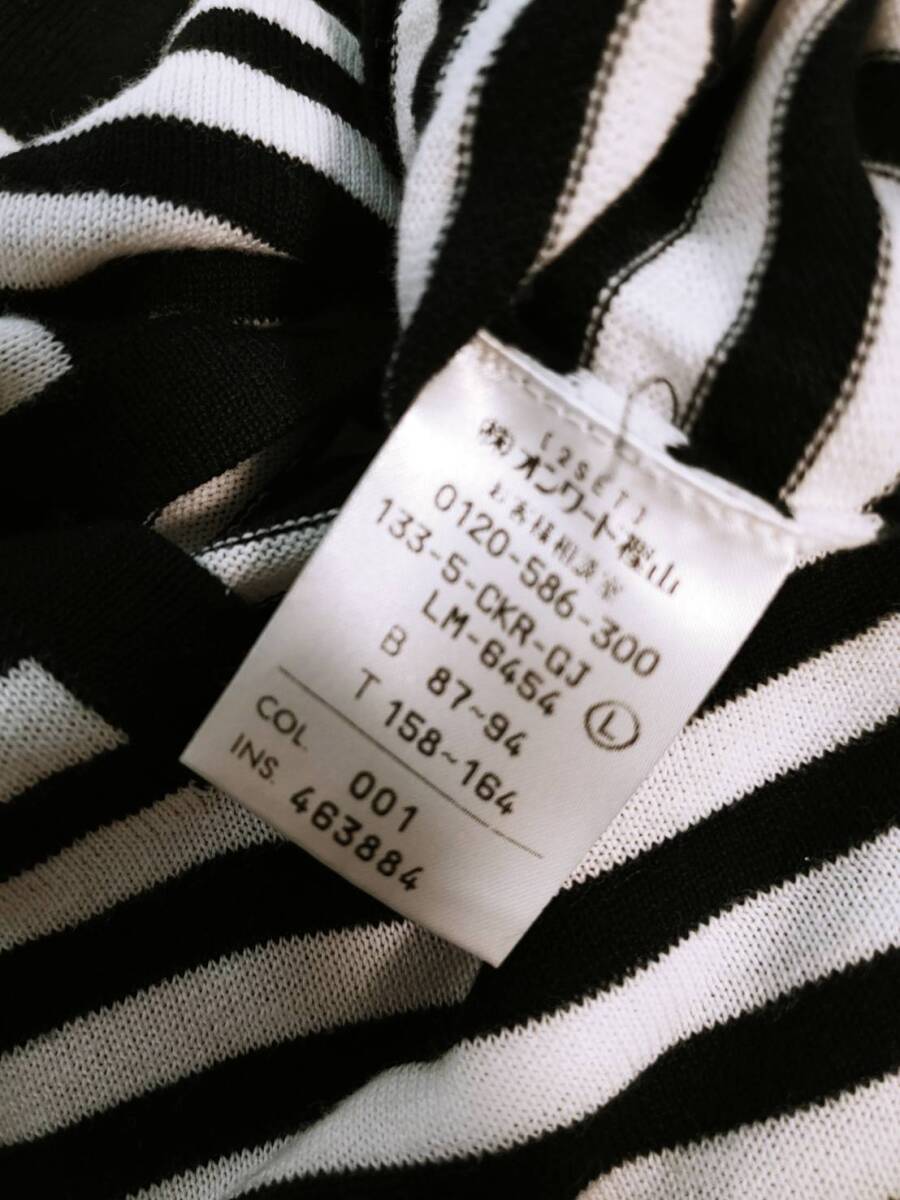 [2SET]
㈱オンワード樫山
お客様相談室
0120-586-300
133-5-CKR-GJ
LM-6454
B 87~94 Ⓛ
T 158~164
COL. 001
INS. 463884